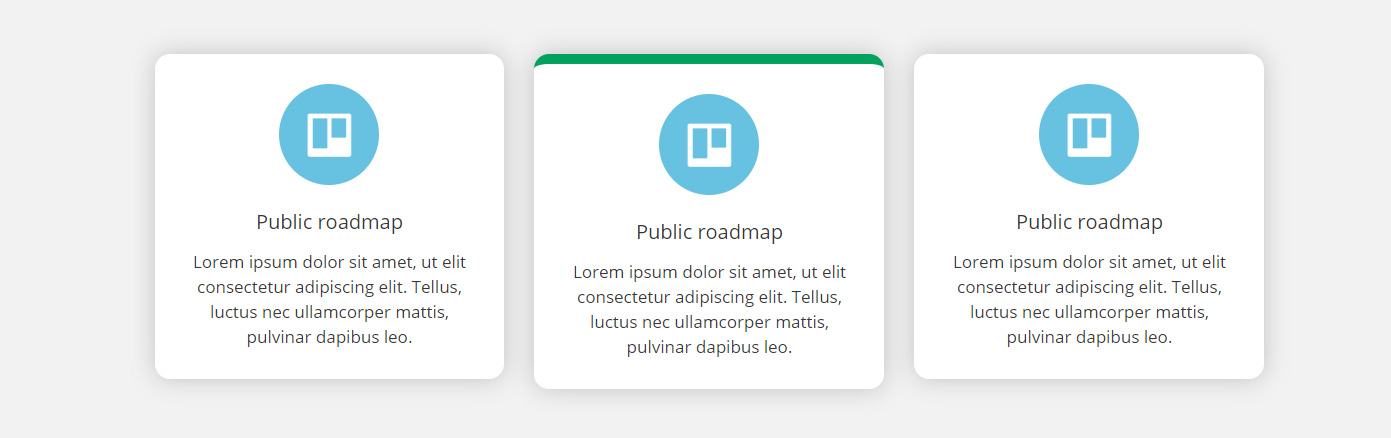 Public roadmap
Lorem ipsum dolor sit amet, ut elit
consectetur adipiscing elit. Tellus,
luctus nec ullamcorper mattis,
pulvinar dapibus leo.
Public roadmap
Lorem ipsum dolor sit amet, ut elit
consectetur adipiscing elit. Tellus,
luctus nec ullamcorper mattis,
pulvinar dapibus leo.
Public roadmap
Lorem ipsum dolor sit amet, ut elit
consectetur adipiscing elit. Tellus,
luctus nec ullamcorper mattis,
pulvinar dapibus leo.